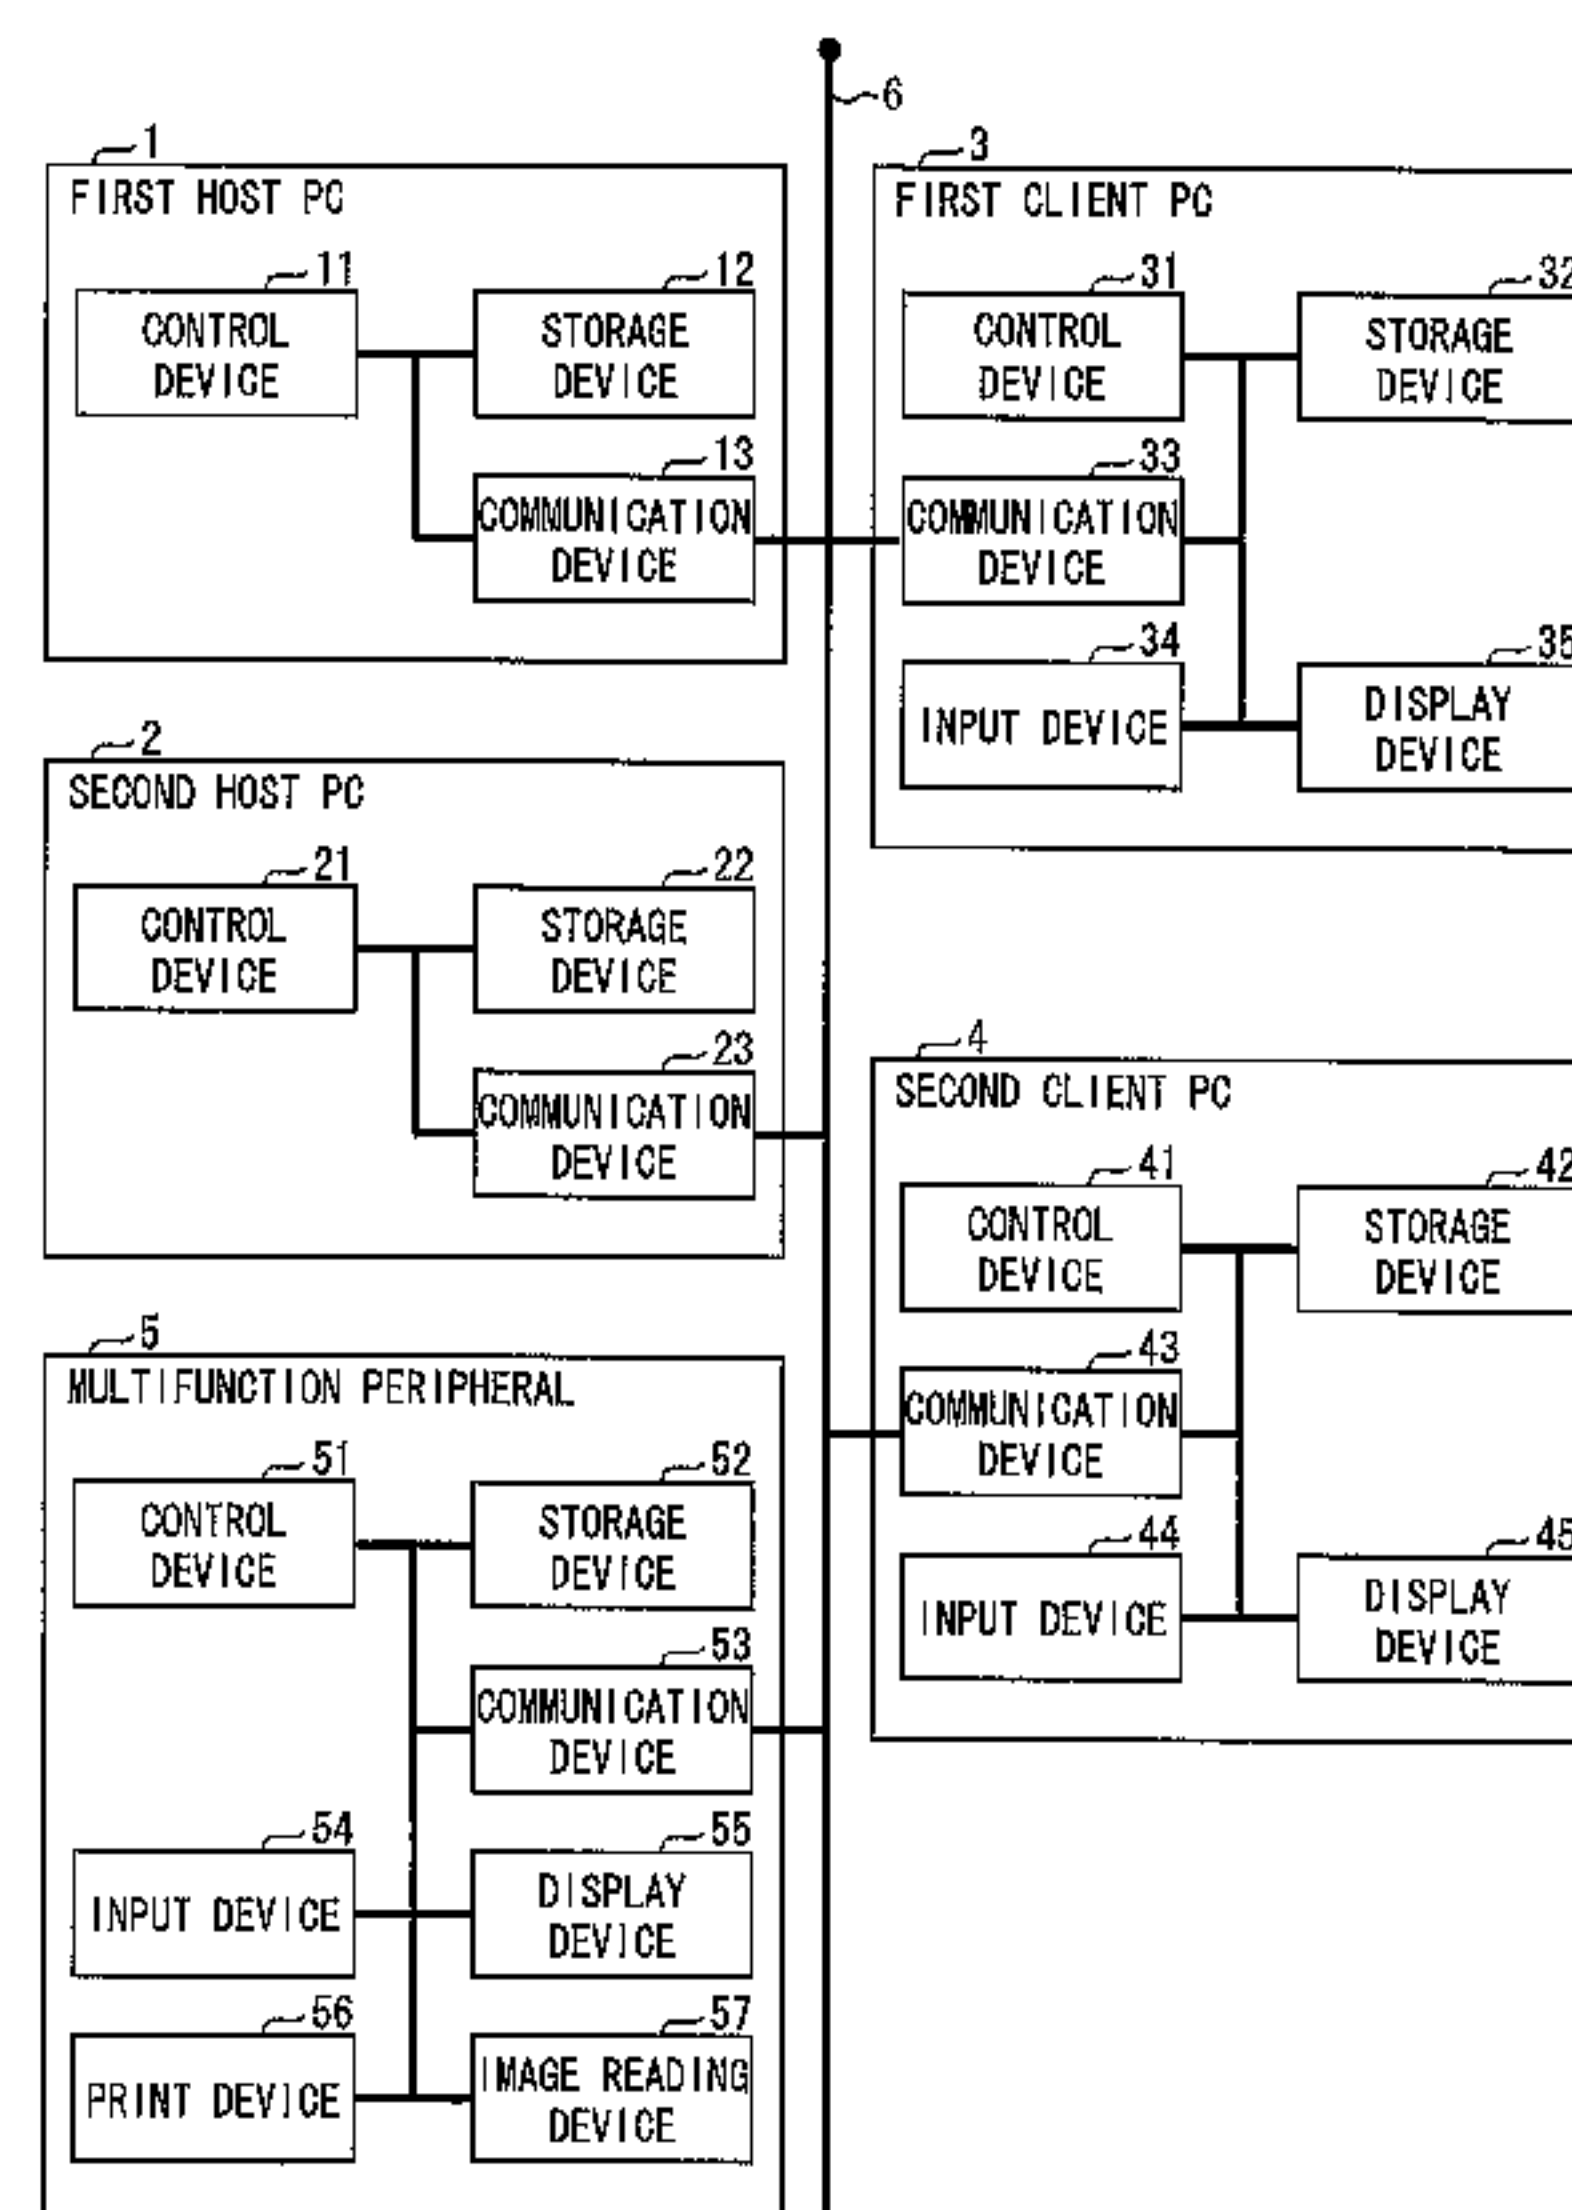 6
1
FIRST HOST PC
11
CONTROL
DEVICE
12
STORAGE
DEVICE
13
COMMUNICATION
DEVICE
2
SECOND HOST PC
21
CONTROL
DEVICE
22
STORAGE
DEVICE
23
COMMUNICATION
DEVICE
5
MULTIFUNCTION PERIPHERAL
51
CONTROL
DEVICE
52
STORAGE
DEVICE
53
COMMUNICATION
DEVICE
54
INPUT DEVICE
55
DISPLAY
DEVICE
56
PRINT DEVICE
57
IMAGE READING
DEVICE
3
FIRST CLIENT PC
31
CONTROL
DEVICE
32
STORAGE
DEVICE
33
COMMUNICATION
DEVICE
34
INPUT DEVICE
35
DISPLAY
DEVICE
4
SECOND CLIENT PC
41
CONTROL
DEVICE
42
STORAGE
DEVICE
43
COMMUNICATION
DEVICE
44
INPUT DEVICE
45
DISPLAY
DEVICE